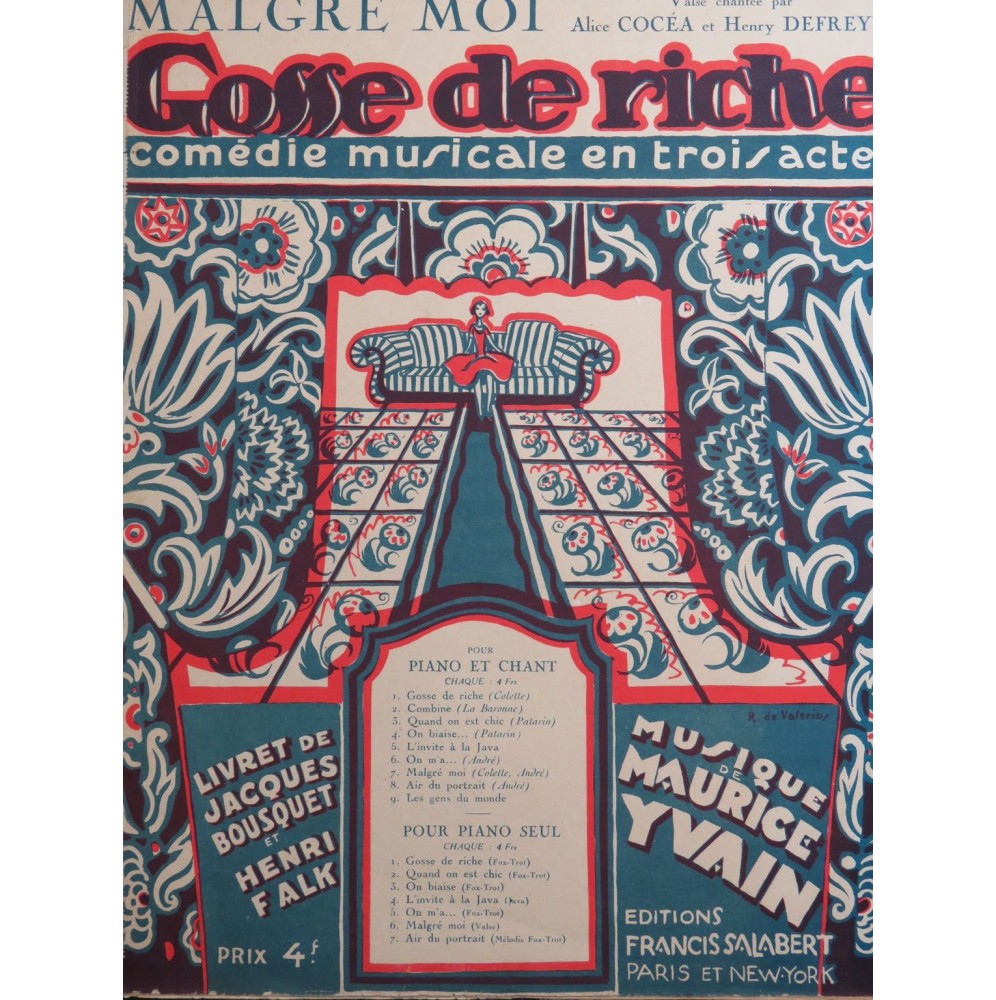 MALGRÉ MOI
Valse chantée par
Alice COCÉA et Henry DEFREY
Gosse de riche
comédie musicale en trois acte
POUR
PIANO ET CHANT
CHAQUE : 4 Frs
1. Gosse de riche (Colette)
2. Combine (La Baronne)
3. Quand on est chic (Patarin)
4. On biaise... (Patarin)
5. L'invite à la Java
6. On m'a... (André)
7. Malgré moi (Colette, André)
8. Air du portrait (André)
9. Les gens du monde
POUR PIANO SEUL
CHAQUE : 4 Frs
1. Gosse de riche (Fox-Trot)
2. Quand on est chic (Fox-Trot)
3. On biaise (Fox-Trot)
4. L'invite à la Java (Java)
5. On m'a... (Fox-Trot)
6. Malgré moi (Valse)
7. Air du portrait (Mélodie Fox-Trot)
LIVRET DE
JACQUES
BOUSQUET
ET
HENRI
FALK
PRIX 4f.
R. de Valerius
MUSIQUE
DE
MAURICE
YVAIN
EDITIONS
FRANCIS SALABERT
PARIS ET NEW-YORK